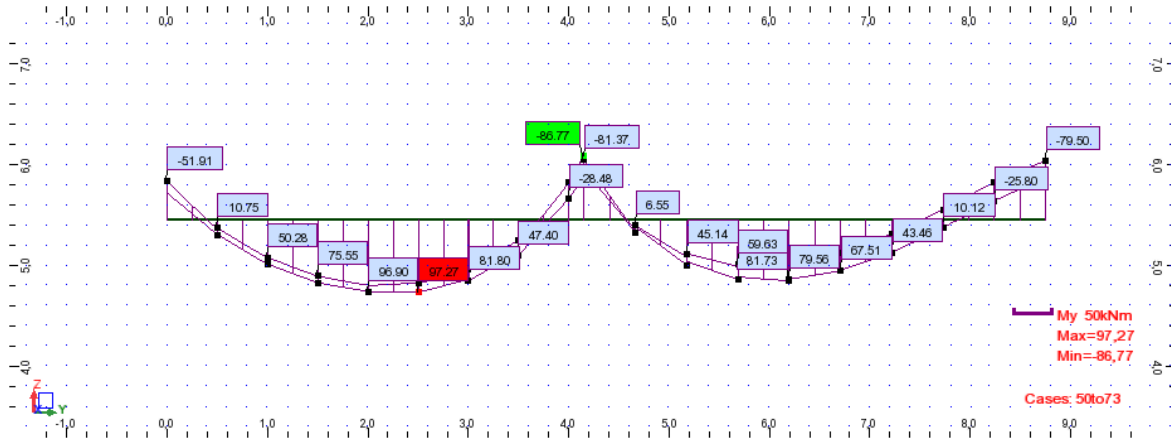 -1,0 0,0 1,0 2,0 3,0 4,0 5,0 6,0 7,0 8,0 9,0
7,0 7,0
-86.77 -81.37
-79.50
6,0 -51.91 6,0
-28.48 -25.80
10.75 6.55 10.12
50.28 47.40 45.14 59.63 43.46
75.55 81.80 81.73 79.56 67.51
5,0 96.90 97.27 5,0
My 50kNm
Max=97,27
4,0 Min=-86,77 4,0
Z
X Y
Cases: 50to73
-1,0 0,0 1,0 2,0 3,0 4,0 5,0 6,0 7,0 8,0 9,0